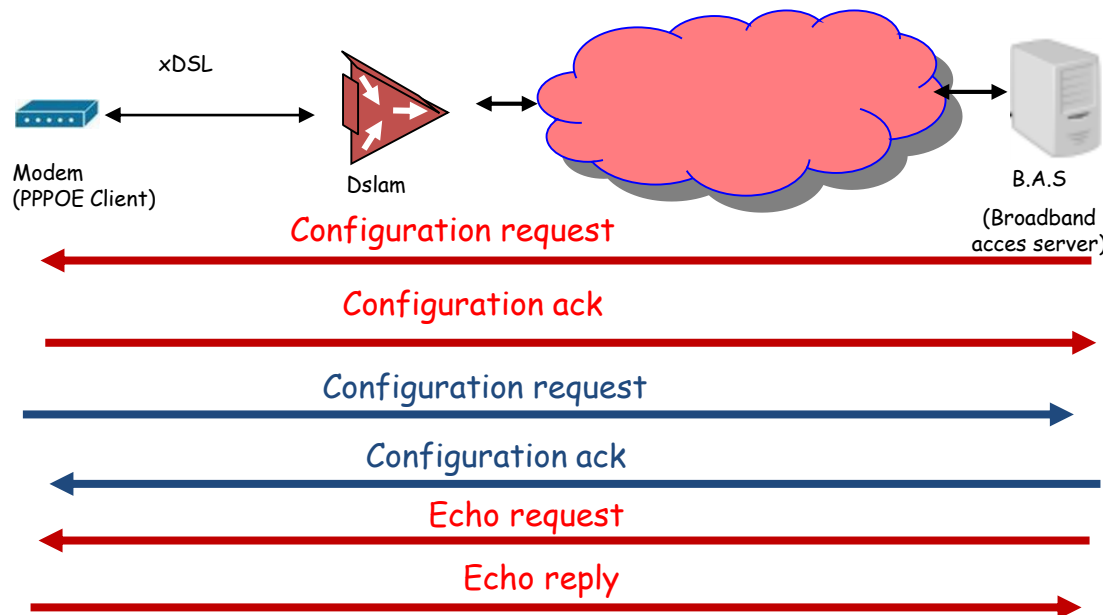 xDSL
Modem
(PPPOE Client)
Dslam
B.A.S
(Broadband
acces server)
Configuration request
Configuration ack
Configuration request
Configuration ack
Echo request
Echo reply